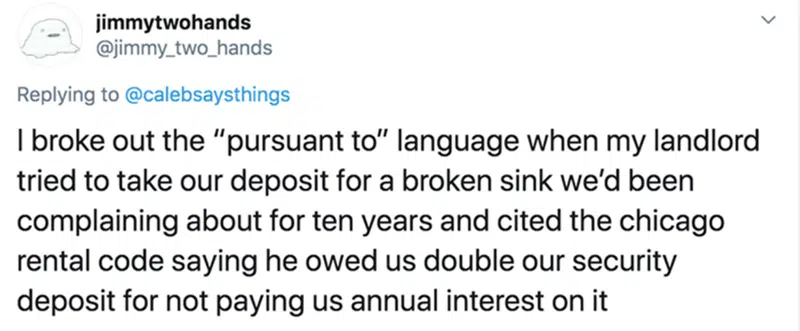 jimmytwohands
@jimmy_two_hands
Replying to @calebsaysthings
I broke out the “pursuant to” language when my landlord
tried to take our deposit for a broken sink we’d been
complaining about for ten years and cited the chicago
rental code saying he owed us double our security
deposit for not paying us annual interest on it